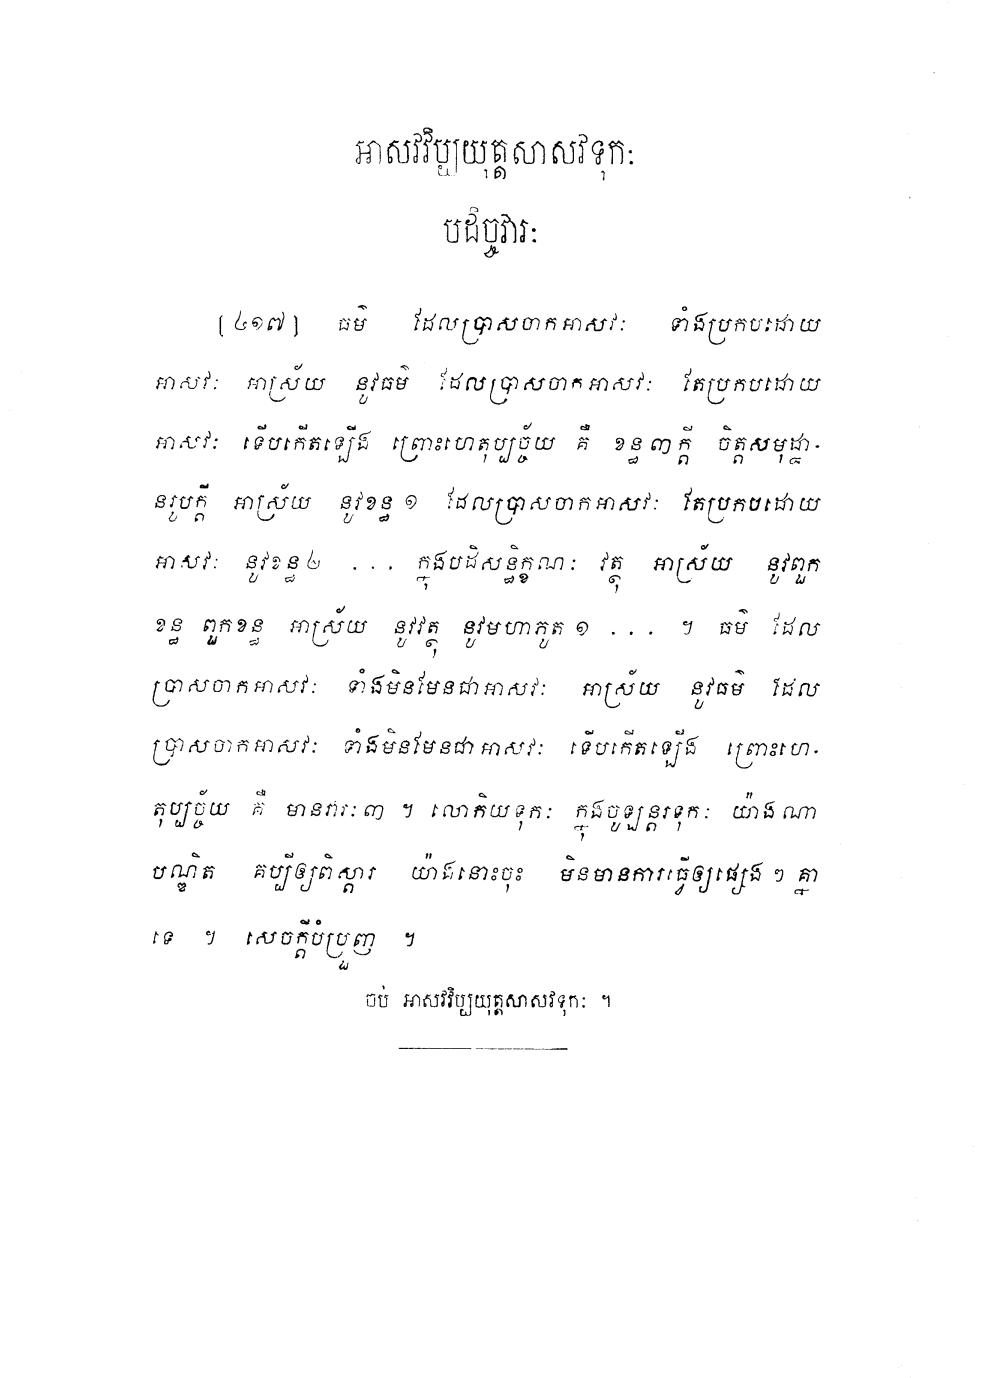 អាសវវិប្បយុត្តសាសវទុកៈ
បដិច្ចវារៈ
[៤១៧] ធម៌ ដែលប្រាសចាកអាសវៈ ទាំងប្រកបដោយ
អាសវៈ អាស្រ័យ នូវធម៌ ដែលប្រាសចាកអាសវៈ តែប្រកបដោយ
អាសវៈ ទើបកើតឡើង ព្រោះហេតុប្បច្ច័យ គឺ ខន្ធ៣ក្តី ចិត្តសមុដ្ឋា-
នរូបក្តី អាស្រ័យ នូវខន្ធ១ ដែលប្រាសចាកអាសវៈ តែប្រកបដោយ
អាសវៈ នូវខន្ធ២ ... ក្នុងបដិសន្ធិក្ខណៈ វត្ថុ អាស្រ័យ នូវពួក
ខន្ធ ពួកខន្ធ អាស្រ័យ នូវវត្ថុ នូវមហាភូត១ ... ។ ធម៌ ដែល
ប្រាសចាកអាសវៈ ទាំងមិនមែនជាអាសវៈ អាស្រ័យ នូវធម៌ ដែល
ប្រាសចាកអាសវៈ ទាំងមិនមែនជាអាសវៈ ទើបកើតឡើង ព្រោះហេ-
តុប្បច្ច័យ គឺ មានវារៈ៣ ។ លោកិយទុកៈ ក្នុងចូឡន្តរទុកៈ យ៉ាងណា
បណ្ឌិត គប្បីឲ្យពិស្តារ យ៉ាងនោះចុះ មិនមានការធ្វើឲ្យផ្សេងៗគ្នា
ទេ ។ សេចក្តីបំប្រួញ ។
ចប់ អាសវវិប្បយុត្តសាសវទុកៈ ។